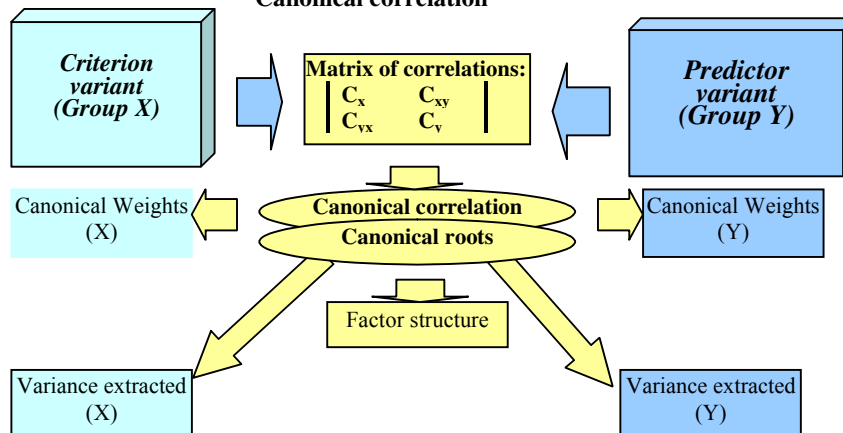 Canonical correlation
Criterion
variant
(Group X)
Matrix of correlations:
Cx Cxy
Cyx Cy
Predictor
variant
(Group Y)
Canonical Weights
(X)
Canonical correlation
Canonical roots
Canonical Weights
(Y)
Factor structure
Variance extracted
(X)
Variance extracted
(Y)